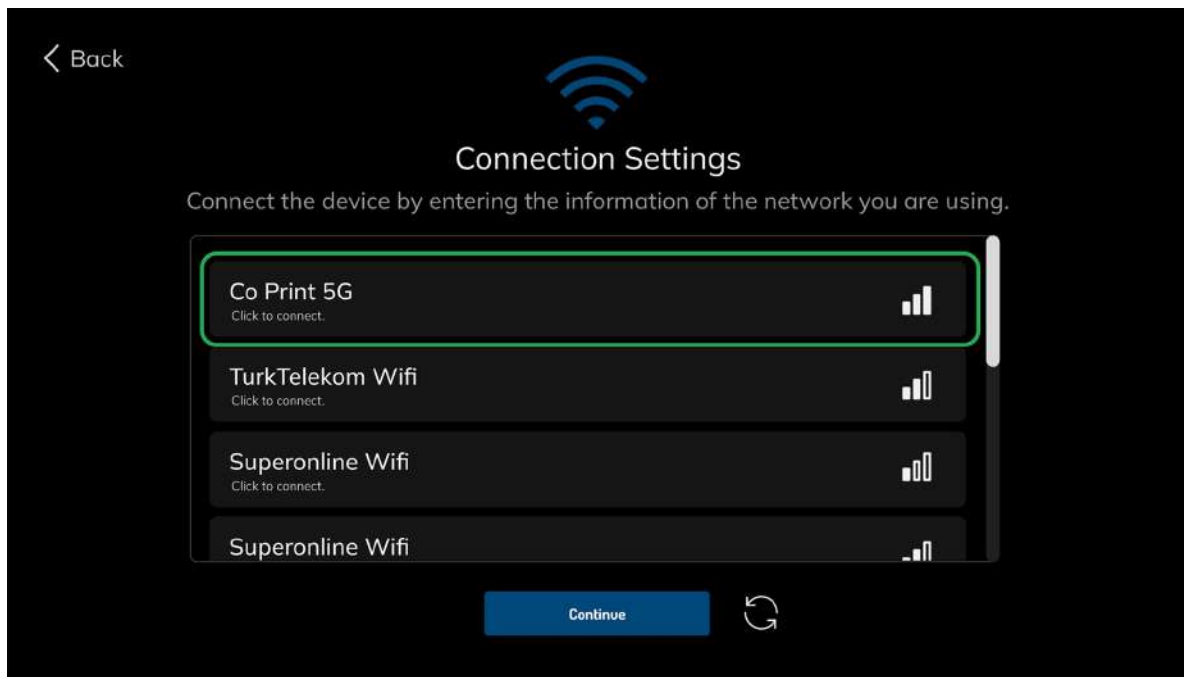 Back
Connection Settings
Connect the device by entering the information of the network you are using.
Co Print 5G
Click to connect.
TurkTelekom Wifi
Click to connect.
Superonline Wifi
Click to connect.
Superonline Wifi
Continue